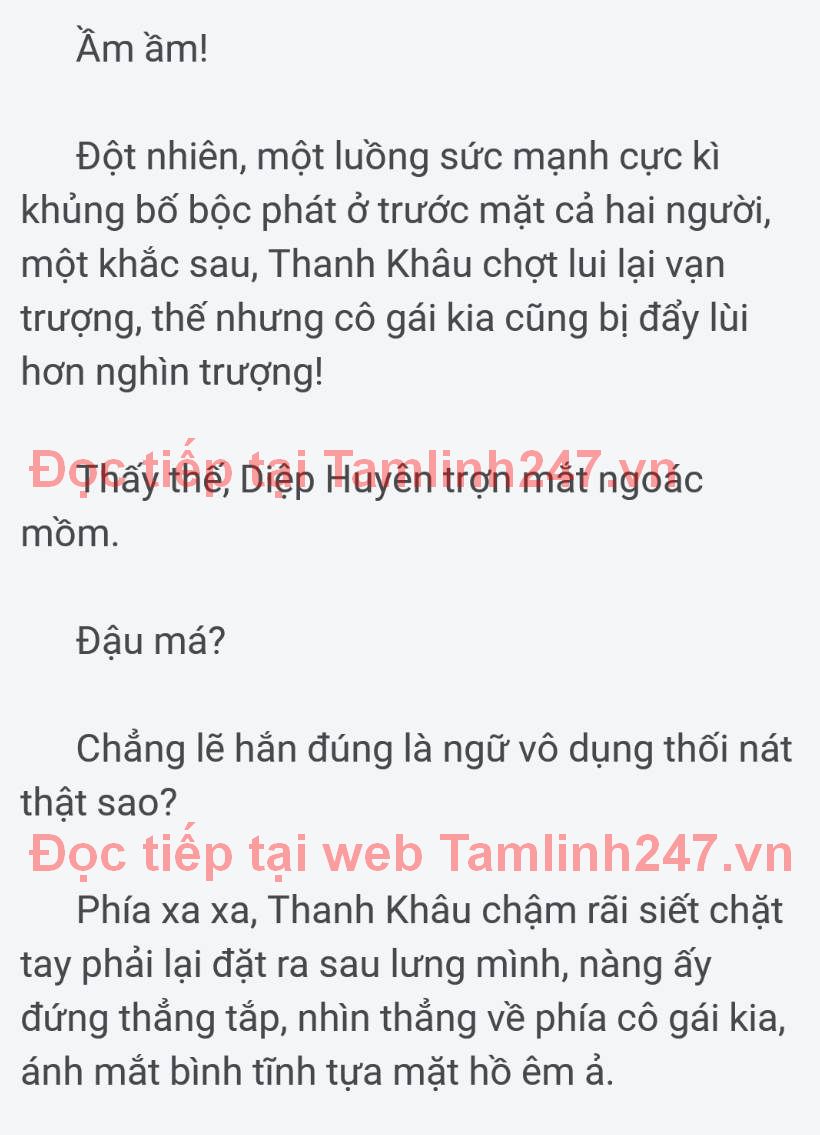 Ầm ầm!
Đột nhiên, một luồng sức mạnh cực kì
khủng bố bộc phát ở trước mặt cả hai người,
một khắc sau, Thanh Khâu chợt lui lại vạn
trượng, thế nhưng cô gái kia cũng bị đẩy lùi
hơn nghìn trượng!
Đọc tiếp tại Tamlinh247.vn
Thấy thế, Diệp Huyên trợn mắt ngoác
mồm.
Đậu má?
Chẳng lẽ hắn đúng là ngữ vô dụng thối nát
thật sao?
Đọc tiếp tại web Tamlinh247.vn
Phía xa xa, Thanh Khâu chậm rãi siết chặt
tay phải lại đặt ra sau lưng mình, nàng ấy
đứng thẳng tắp, nhìn thẳng về phía cô gái kia,
ánh mắt bình tĩnh tựa mặt hồ êm ả.